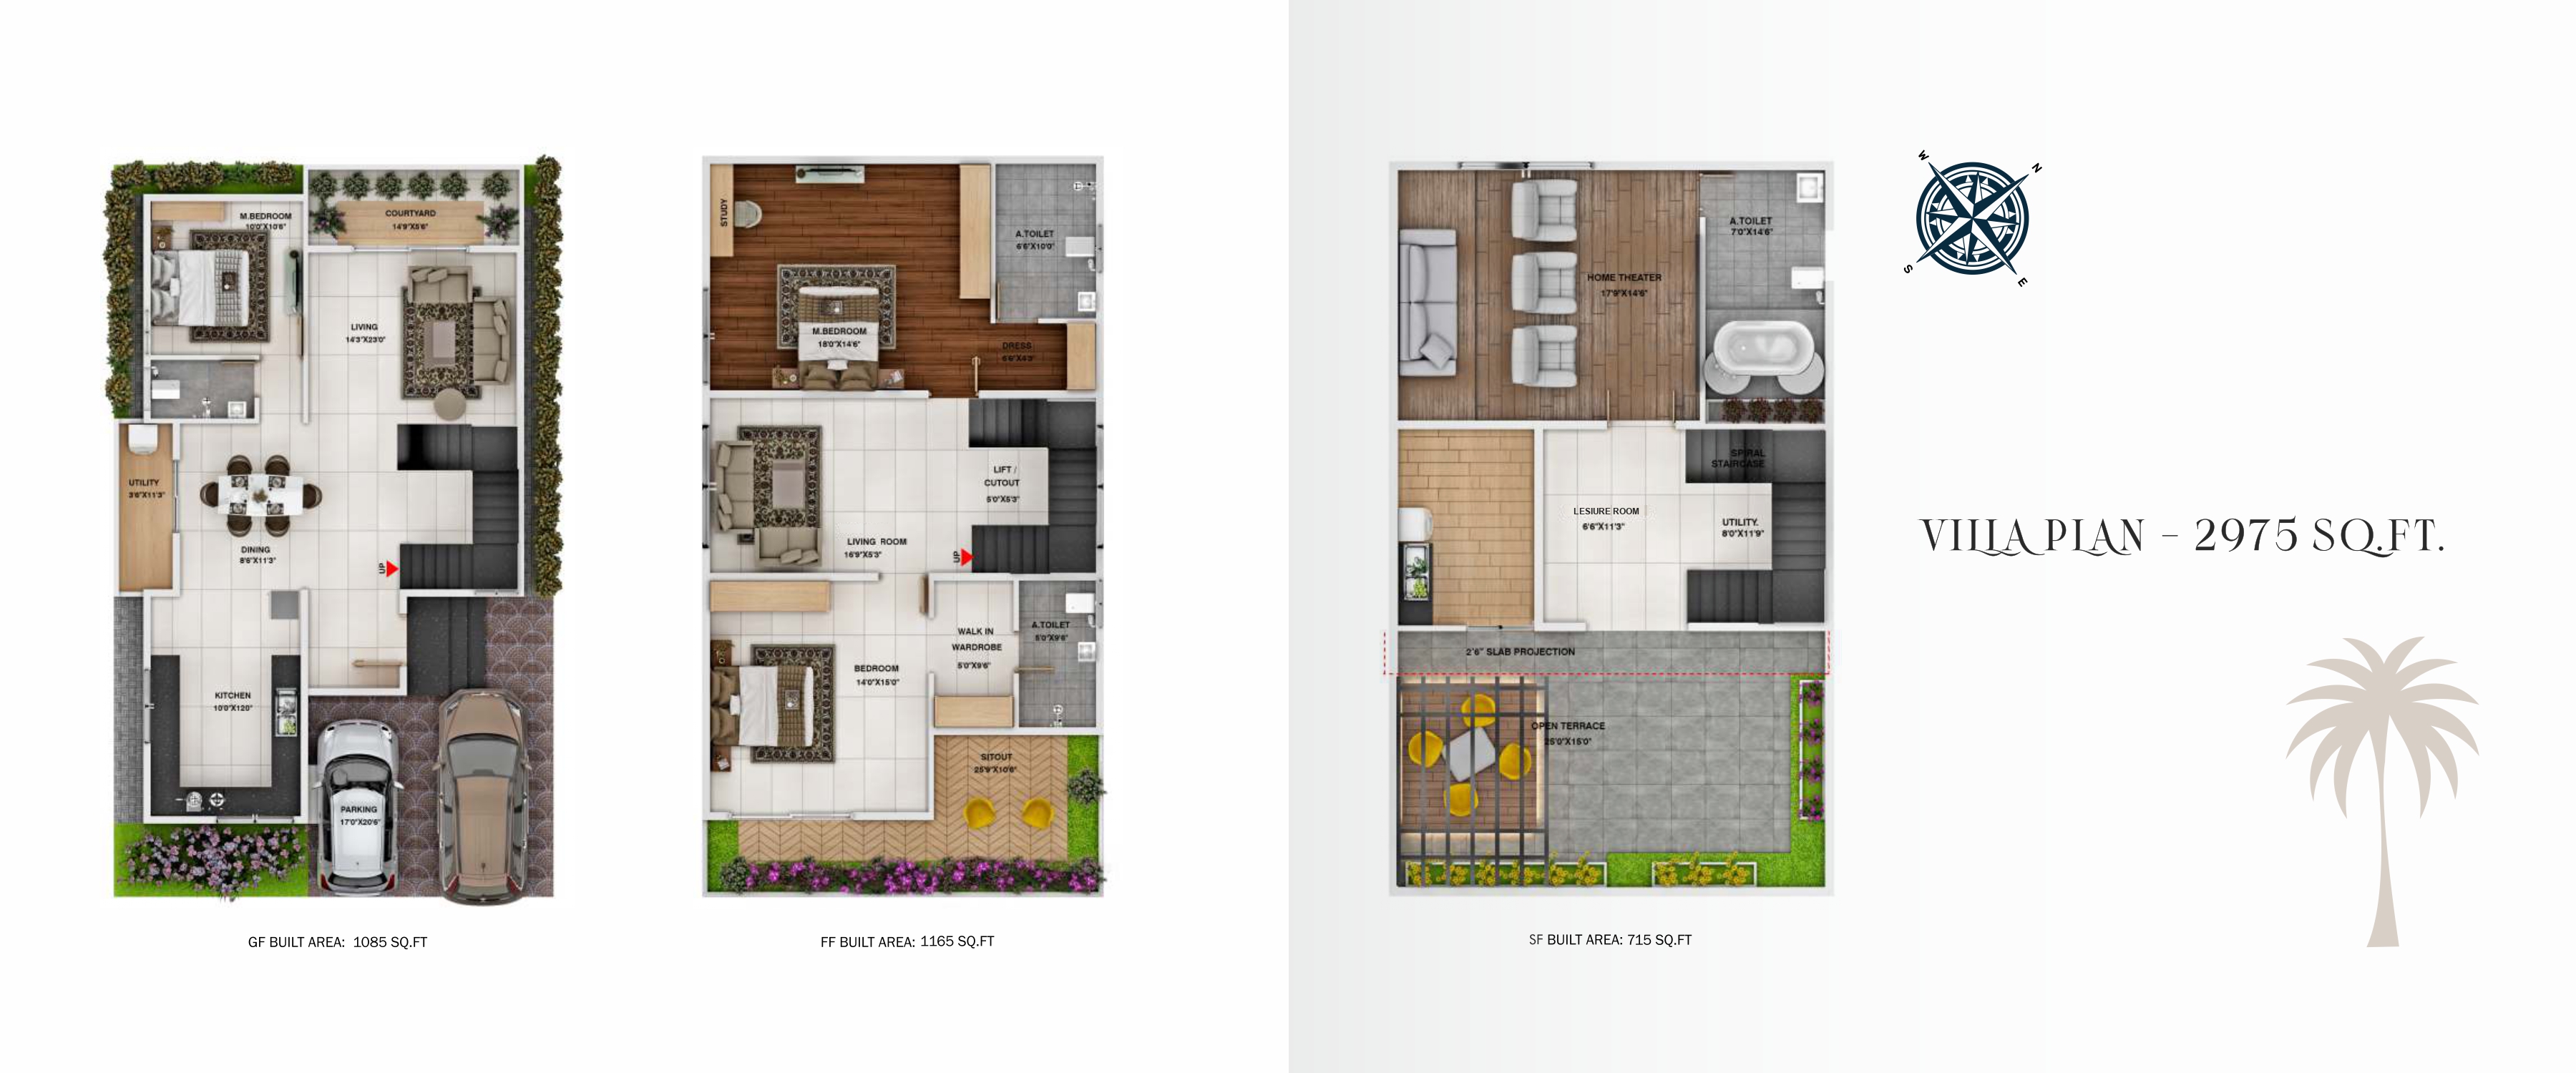 M.BEDROOM
10'0"X10'6"
COURTYARD
14'9"X5'6"
LIVING
14'3"X23'0"
UTILITY
3'6"X11'3"
DINING
8'6"X11'3"
UP
KITCHEN
10'0"X120"
PARKING
17'0"X20'6"
GF BUILT AREA: 1085 SQ.FT
STUDY
A.TOILET
6'6"X10'0"
M.BEDROOM
18'0"X14'6"
DRESS
6'6"X4'3"
LIFT /
CUTOUT
5'0"X5'3"
LIVING ROOM
16'9"X5'3"
UP
WALK IN
WARDROBE
5'0"X9'6"
A.TOILET
5'0"X9'6"
BEDROOM
14'0"X15'0"
SITOUT
25'9"X10'6"
FF BUILT AREA: 1165 SQ.FT
A.TOILET
7'0"X14'6"
HOME THEATER
17'9"X14'6"
SPIRAL
STAIRCASE
LESIURE ROOM
6'6"X11'3"
UTILITY.
8'0"X11'9"
2'6" SLAB PROJECTION
OPEN TERRACE
25'0"X15'0"
SF BUILT AREA: 715 SQ.FT
W
N
S
E
VILLA PLAN - 2975 SQ.FT.